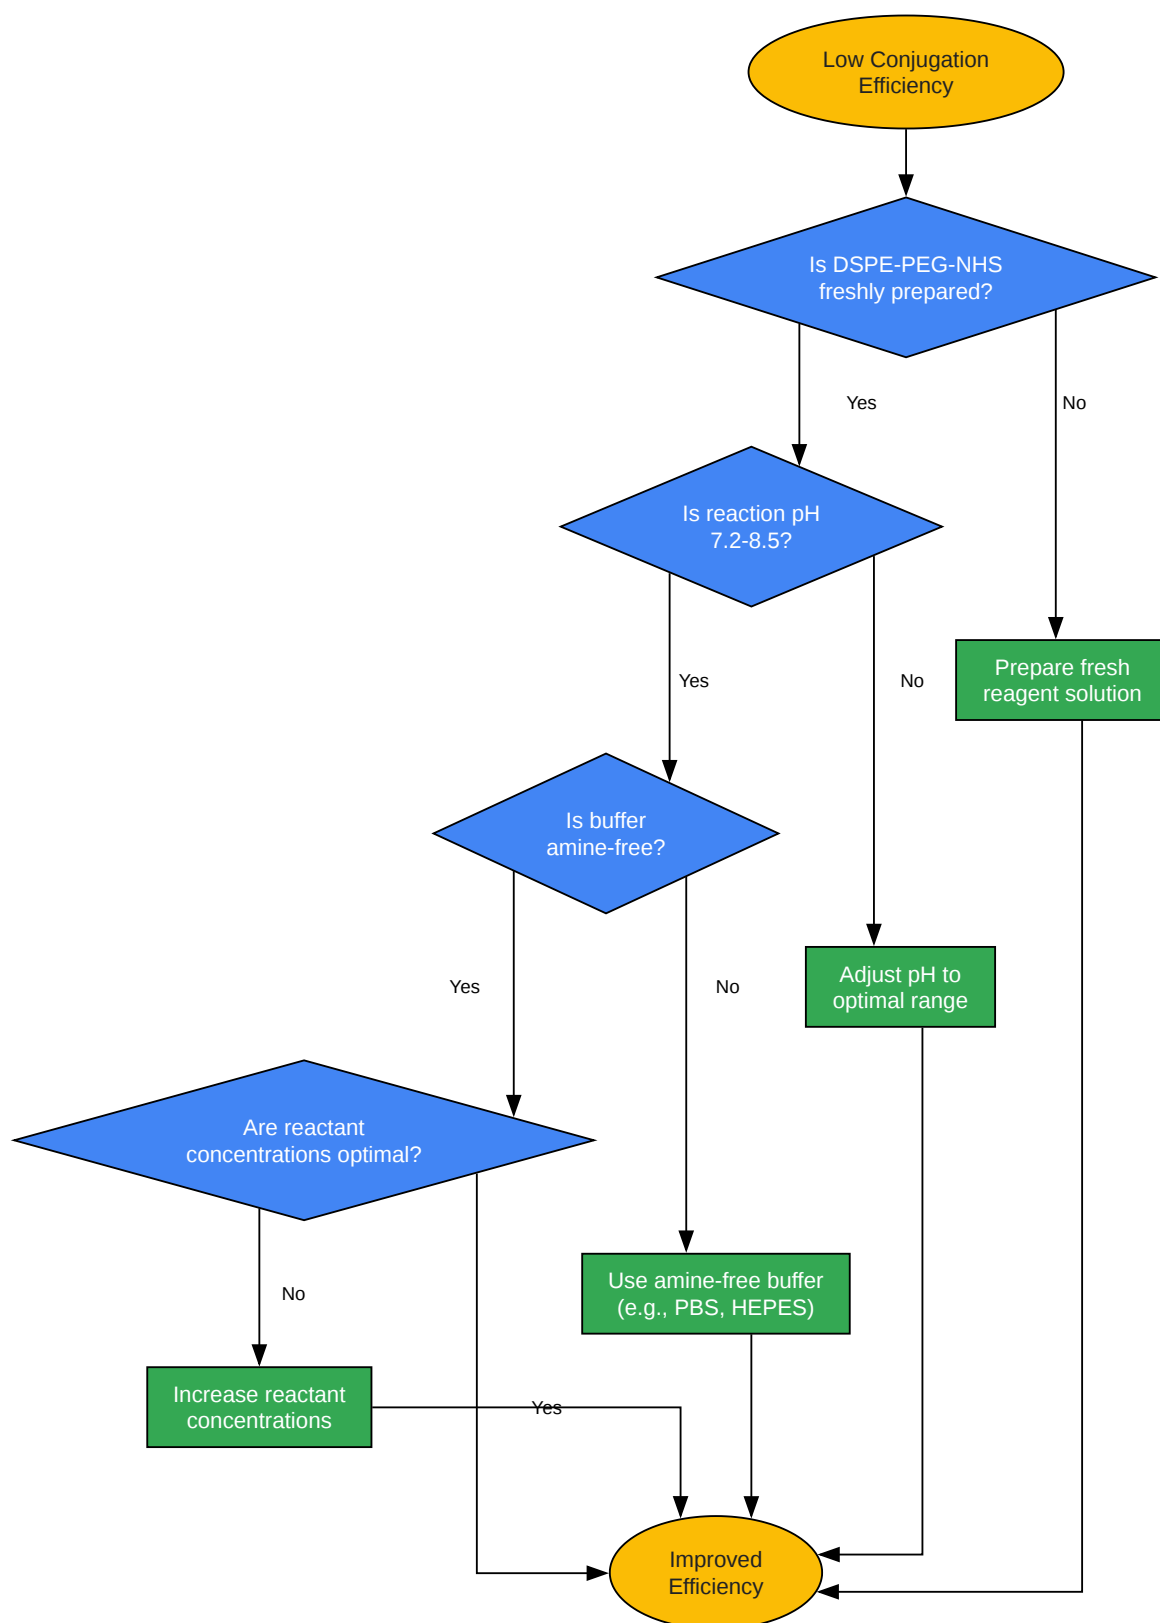 Low Conjugation
Efficiency
Is DSPE-PEG-NHS
freshly prepared?
Yes
No
Is reaction pH
7.2-8.5?
Yes
No
Prepare fresh
reagent solution
Is buffer
amine-free?
Yes
No
Adjust pH to
optimal range
Are reactant
concentrations optimal?
No
Use amine-free buffer
(e.g., PBS, HEPES)
Increase reactant
concentrations
Yes
Improved
Efficiency